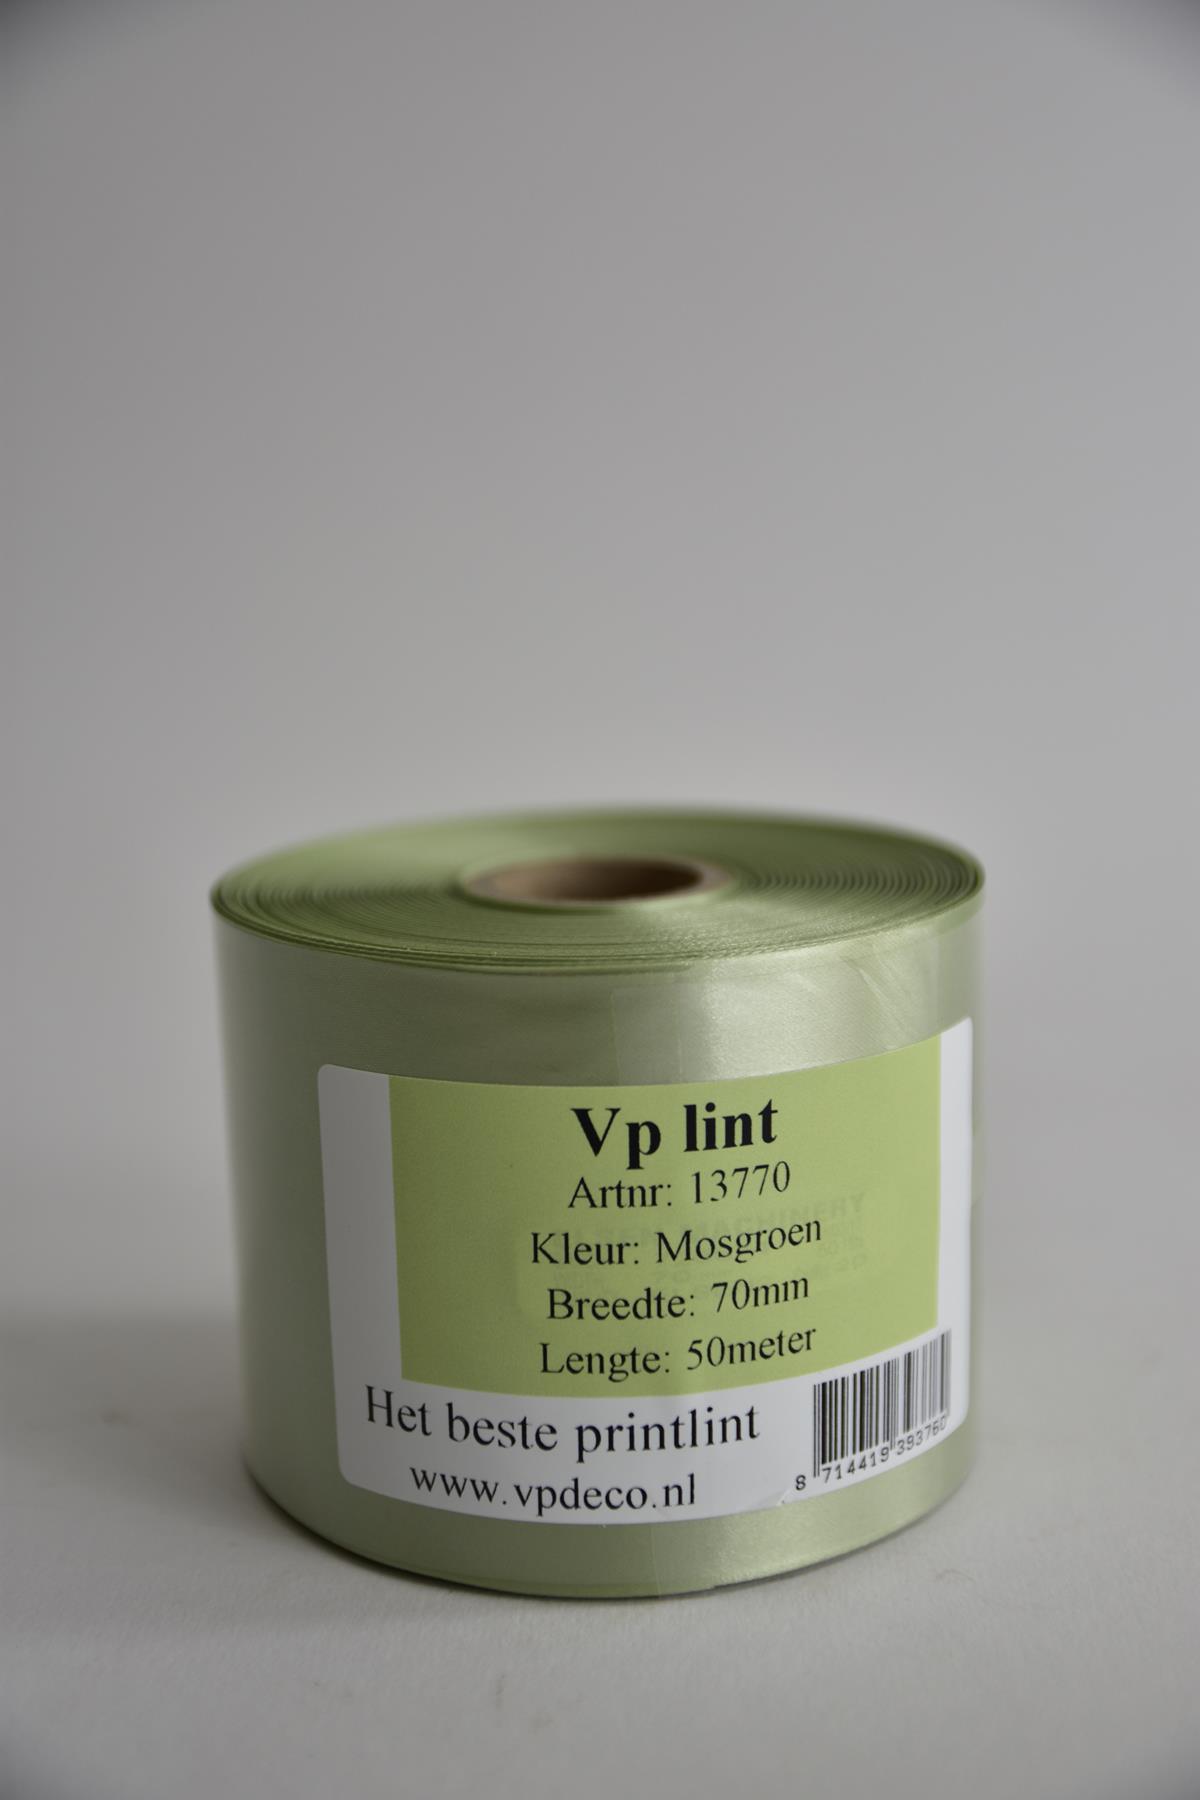 Vp lint
Artnr: 13770
Kleur: Mosgroen
Breedte: 70mm
Lengte: 50meter
Het beste printlint
www.vpdeco.nl
8 714419 393760